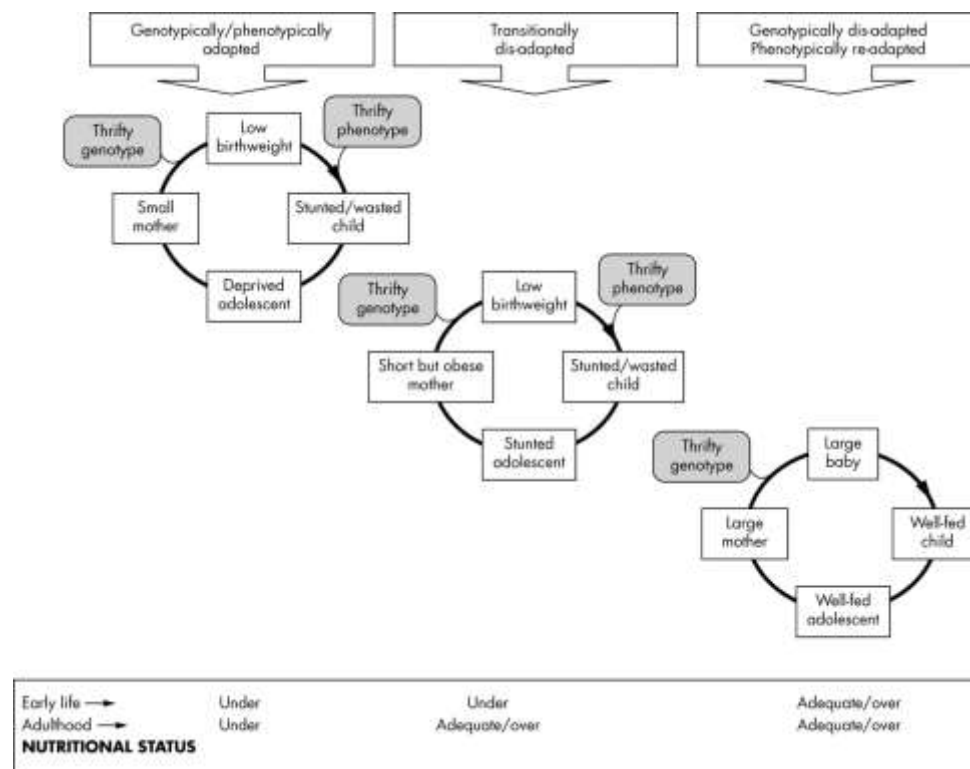 Genotypically/phenotypically
adapted
Transitionally
dis-adapted
Genotypically dis-adapted
Phenotypically re-adapted
Thrifty
genotype
Low
birthweight
Thrifty
phenotype
Small
mother
Stunted/wasted
child
Deprived
adolescent
Thrifty
genotype
Low
birthweight
Thrifty
phenotype
Short but obese
mother
Stunted/wasted
child
Stunted
adolescent
Thrifty
genotype
Large
baby
Large
mother
Well-fed
child
Well-fed
adolescent
Early life → Under Under Adequate/over
Adulthood → Under Adequate/over Adequate/over
NUTRITIONAL STATUS